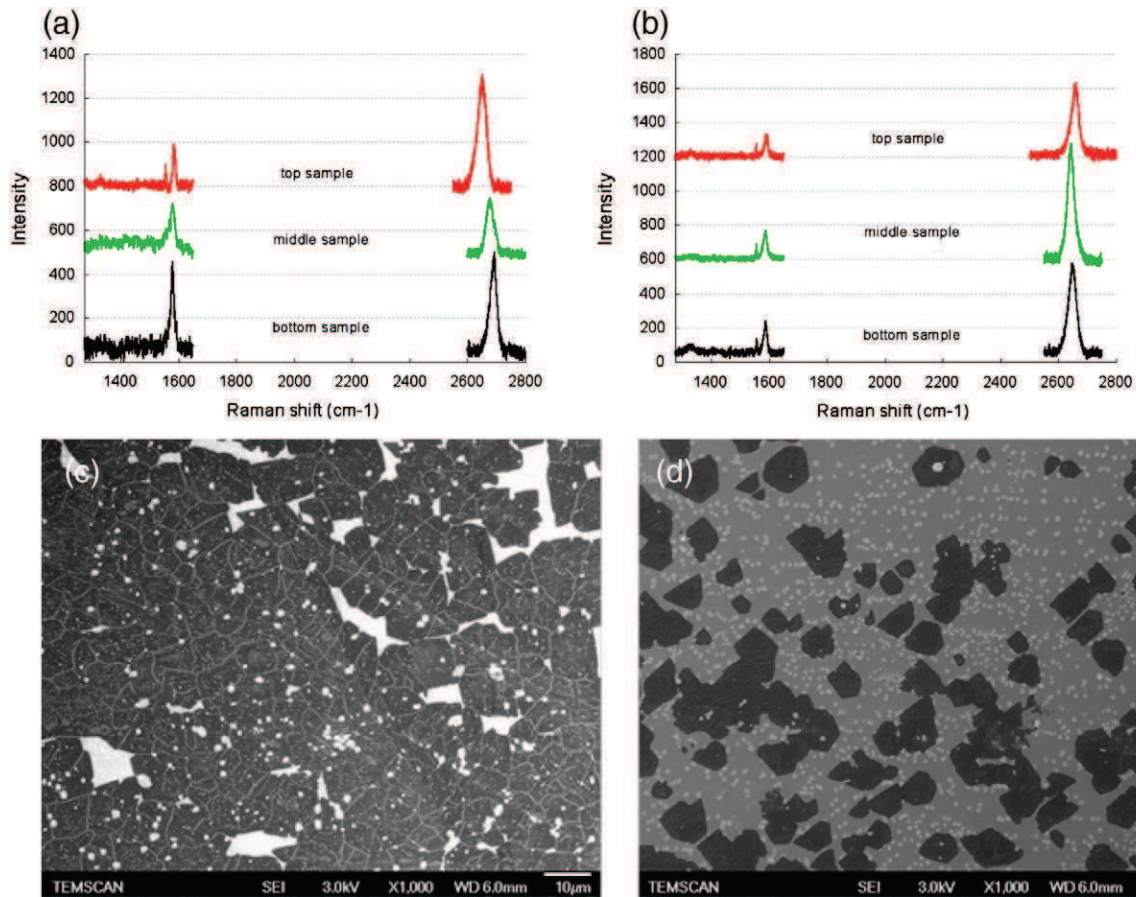 (a)
1400
1200
1000
800
600
400
200
0
Intensity
top sample
middle sample
bottom sample
1400 1600 1800 2000 2200 2400 2600 2800
Raman shift (cm-1)
(b)
1800
1600
1400
1200
1000
800
600
400
200
0
Intensity
top sample
middle sample
bottom sample
1400 1600 1800 2000 2200 2400 2600 2800
Raman shift (cm-1)
(c)
TEMSCAN SEI 3.0kV X1,000 WD 6.0mm 10μm
(d)
TEMSCAN SEI 3.0kV X1,000 WD 6.0mm